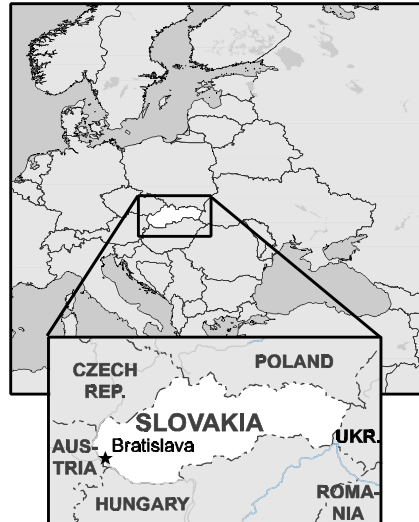 POLAND
CZECH
REP.
SLOVAKIA
UKR.
AUS-
TRIA
Bratislava
HUNGARY
ROMA-
NIA